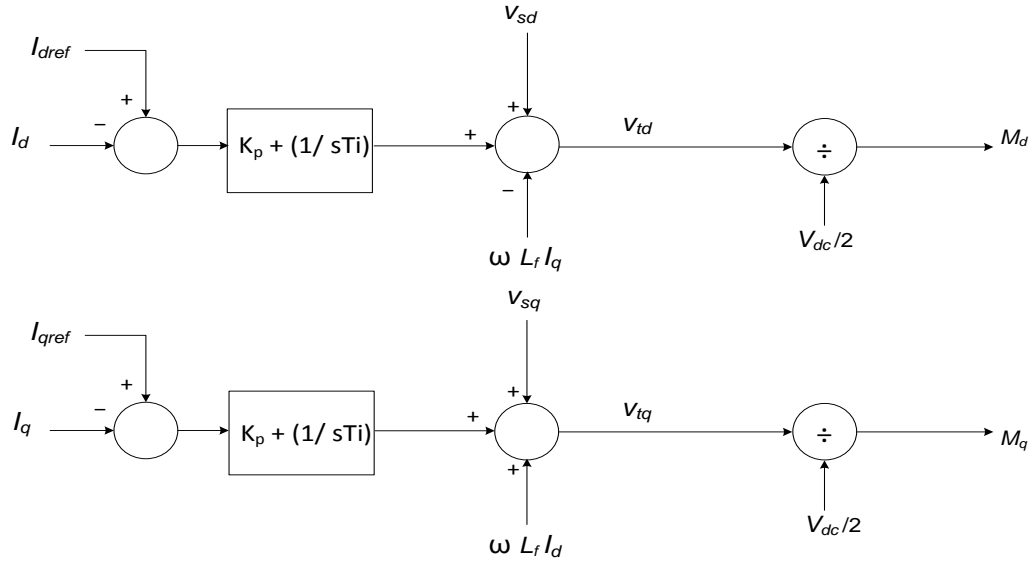 v_sd
I_dref
+
+
I_d
−
K_p + (1/ sTi)
+
v_td
÷
M_d
−
V_dc/2
ω L_f I_q
v_sq
I_qref
+
+
I_q
−
K_p + (1/ sTi)
+
v_tq
÷
M_q
+
V_dc/2
ω L_f I_d